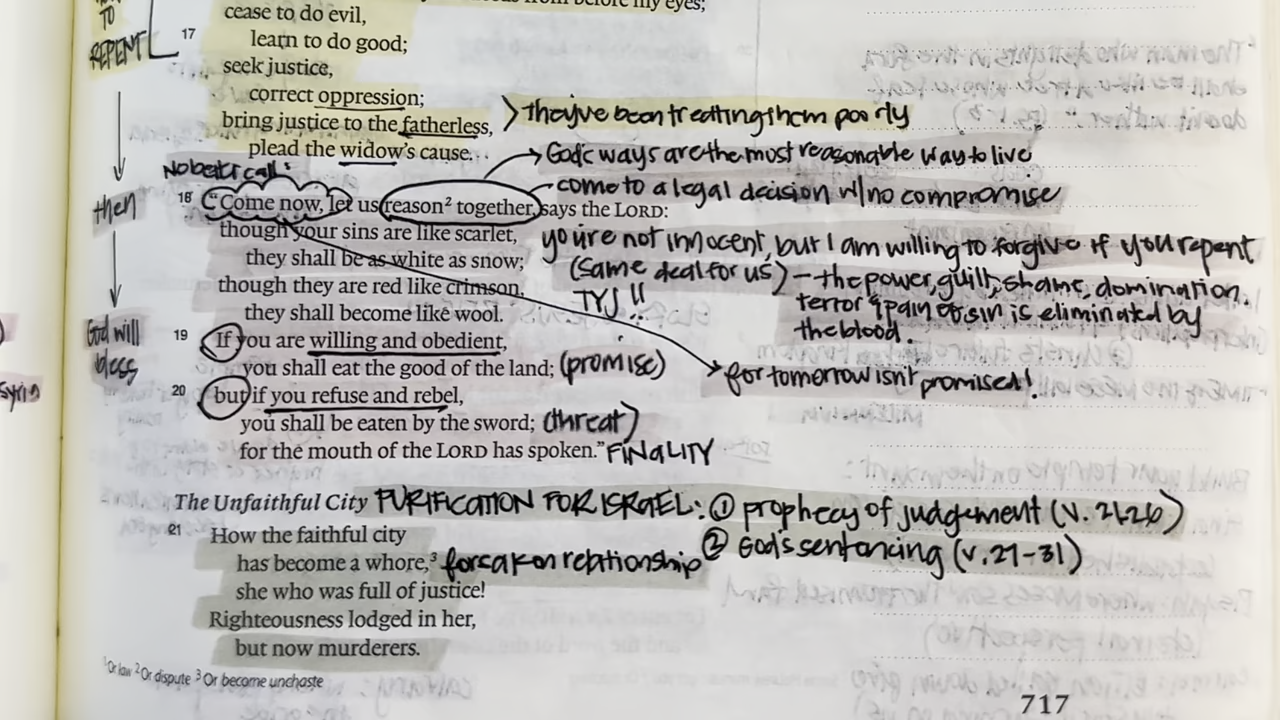 TO
REPENT
cease to do evil,
17 learn to do good;
seek justice,
correct oppression;
bring justice to the fatherless, they've been treating them poorly
plead the widow's cause. God's ways are the most reasonable way to live
No better call:
come to a legal decision w/no compromise
then
18 "Come now, let us reason² together, says the LORD:
though your sins are like scarlet, you're not innocent, but I am willing to forgive if you repent
they shall be as white as snow; (same deal for us) — the power, guilt, shame, domination,
though they are red like crimson, TYJ!! terror & pain of sin is eliminated by
they shall become like wool. the blood.
God will
bless
19 If you are willing and obedient,
you shall eat the good of the land; (promise) for tomorrow isn't promised!
20 but if you refuse and rebel,
you shall be eaten by the sword; (threat)
for the mouth of the LORD has spoken." FINALITY
The Unfaithful City PURIFICATION FOR ISRAEL: ① prophecy of judgement (v. 21-26)
21 How the faithful city ② God's sentencing (v. 27-31)
has become a whore,³ forsaken relationship
she who was full of justice!
Righteousness lodged in her,
but now murderers.
¹Or law ²Or dispute ³Or become unchaste
717